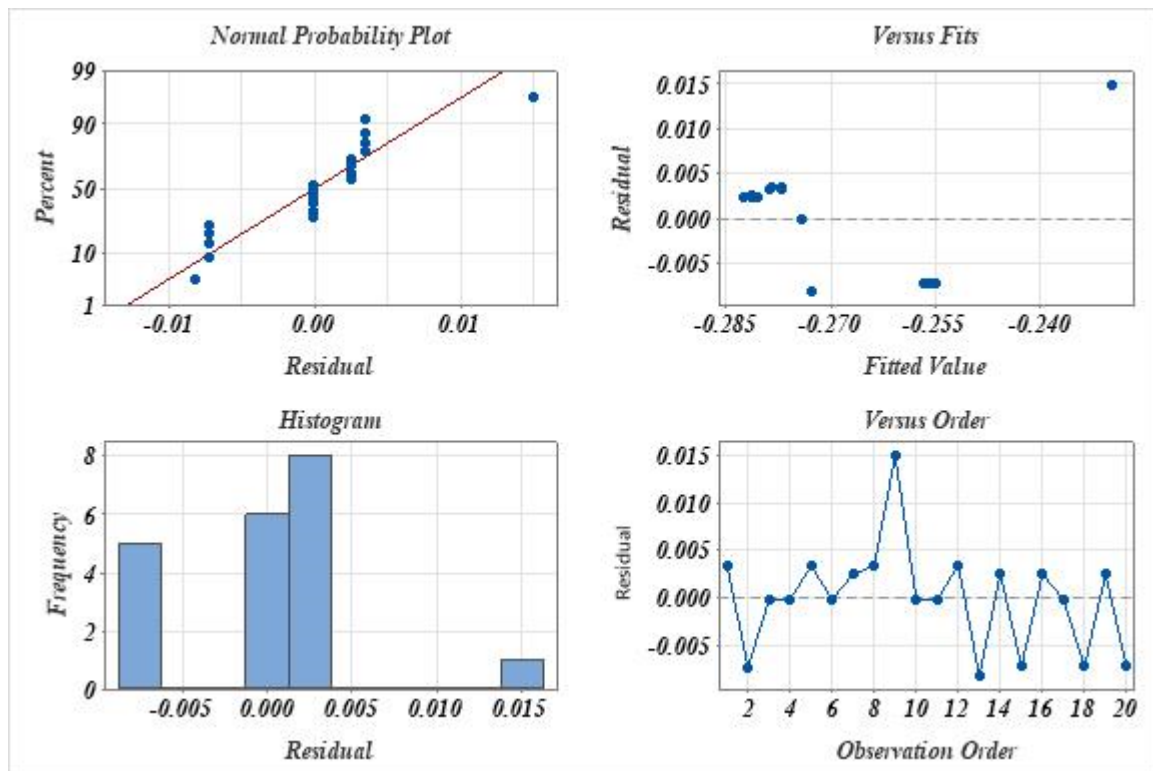 Normal Probability Plot
99
90
50
10
1
Percent
-0.01 0.00 0.01
Residual
Versus Fits
0.015
0.010
0.005
0.000
-0.005
Residual
-0.285 -0.270 -0.255 -0.240
Fitted Value
Histogram
8
6
4
2
0
Frequency
-0.005 0.000 0.005 0.010 0.015
Residual
Versus Order
0.015
0.010
0.005
0.000
-0.005
Residual
2 4 6 8 10 12 14 16 18 20
Observation Order